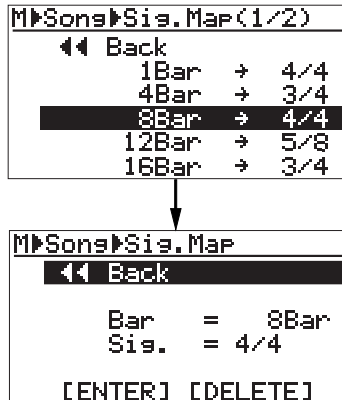 M▶Song▶Sig.Map(1/2)
◀◀ Back
1Bar → 4/4
4Bar → 3/4
8Bar → 4/4
12Bar → 5/8
16Bar → 3/4
M▶Song▶Sig.Map
◀◀ Back
Bar = 8Bar
Sig. = 4/4
[ENTER] [DELETE]